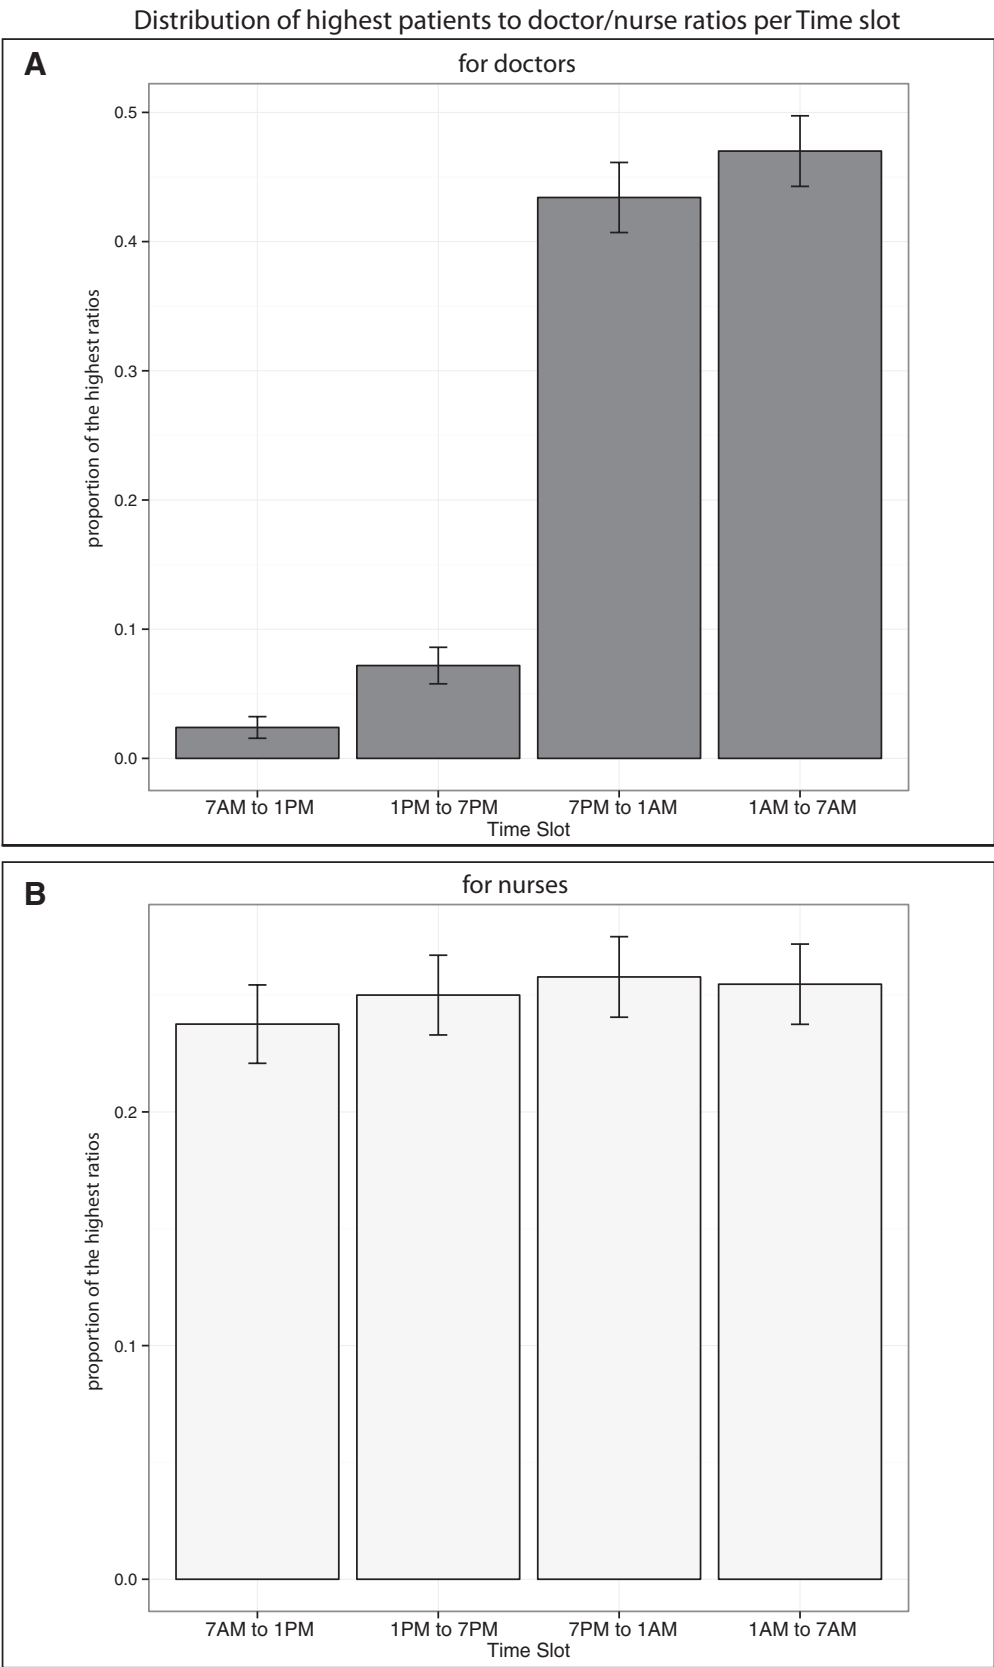 Distribution of highest patients to doctor/nurse ratios per Time slot
A
for doctors
proportion of the highest ratios
0.5
0.4
0.3
0.2
0.1
0.0
7AM to 1PM 1PM to 7PM 7PM to 1AM 1AM to 7AM
Time Slot
B
for nurses
proportion of the highest ratios
0.2
0.1
0.0
7AM to 1PM 1PM to 7PM 7PM to 1AM 1AM to 7AM
Time Slot